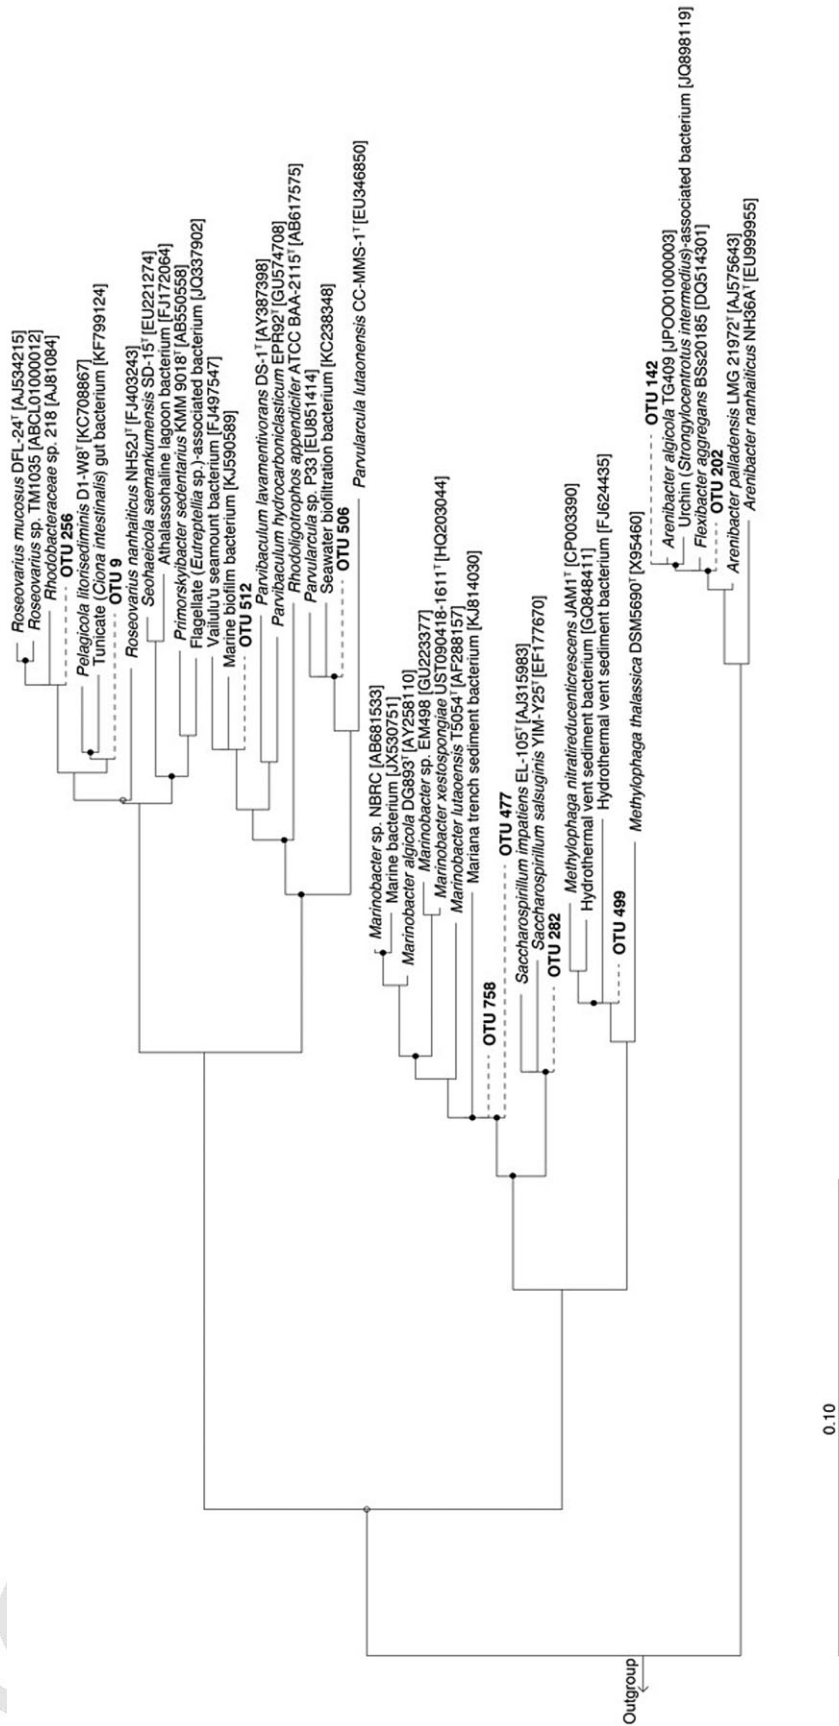 Roseovarius mucosus DFL-24ᵀ [AJ534215]
Roseovarius sp. TM1035 [ABCL01000012]
Rhodobacteraceae sp. 218 [AJ81084]
OTU 256
Pelagicola litorisediminis D1-W8ᵀ [KC708867]
Tunicate (Ciona intestinalis) gut bacterium [KF799124]
OTU 9
Roseovarius nanhaiticus NH52Jᵀ [FJ403243]
Seohaeicola saemankumensis SD-15ᵀ [EU221274]
Athalassohaline lagoon bacterium [FJ172064]
Primorskyibacter sedentarius KMM 9018ᵀ [AB550558]
Flagellate (Eutreptiella sp.)-associated bacterium [JQ337902]
Vailulu'u seamount bacterium [FJ497547]
Marine biofilm bacterium [KJ590589]
OTU 512
Parvibaculum lavamentivorans DS-1ᵀ [AY387398]
Parvibaculum hydrocarboniclasticum EPR92ᵀ [GU574708]
Rhodoligotrophos appendicifer ATCC BAA-2115ᵀ [AB617575]
Parvularcula sp. P33 [EU851414]
Seawater biofiltration bacterium [KC238348]
OTU 506
Parvularcula lutaonensis CC-MMS-1ᵀ [EU346850]
Marinobacter sp. NBRC [AB681533]
Marine bacterium [JX530751]
Marinobacter algicola DG893ᵀ [AY258110]
Marinobacter sp. EM498 [GU223377]
Marinobacter xestospongiae UST090418-1611ᵀ [HQ203044]
Marinobacter lutaoensis T5054ᵀ [AF288157]
Mariana trench sediment bacterium [KJ814030]
OTU 758
OTU 477
Saccharospirillum impatiens EL-105ᵀ [AJ315983]
Saccharospirillum salsuginis YIM-Y25ᵀ [EF177670]
OTU 282
Methylophaga nitratireducenticrescens JAM1ᵀ [CP003390]
Hydrothermal vent sediment bacterium [GQ848411]
Hydrothermal vent sediment bacterium [FJ624435]
OTU 499
Methylophaga thalassica DSM5690ᵀ [X95460]
OTU 142
Arenibacter algicola TG409 [JPOO01000003]
Urchin (Strongylocentrotus intermedius)-associated bacterium [JQ898119]
Flexibacter aggregans BSs20185 [DQ514301]
OTU 202
Arenibacter palladensis LMG 21972ᵀ [AJ575643]
Arenibacter nanhaiticus NH36Aᵀ [EU999955]
Outgroup
0.10